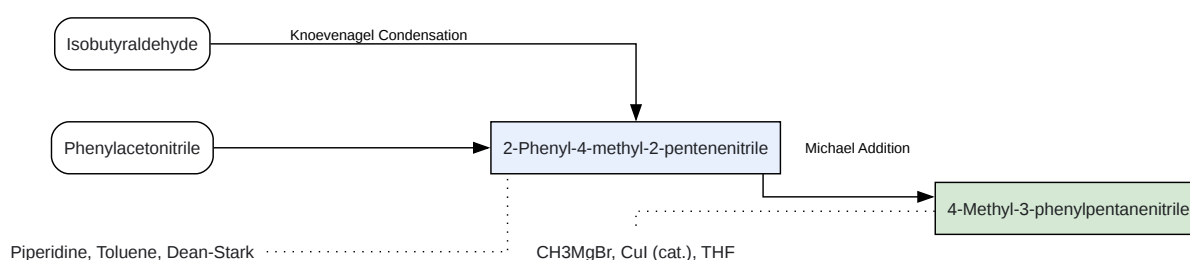 Isobutyraldehyde
Knoevenagel Condensation
Phenylacetonitrile
2-Phenyl-4-methyl-2-pentenenitrile
Michael Addition
4-Methyl-3-phenylpentanenitrile
Piperidine, Toluene, Dean-Stark
CH3MgBr, CuI (cat.), THF